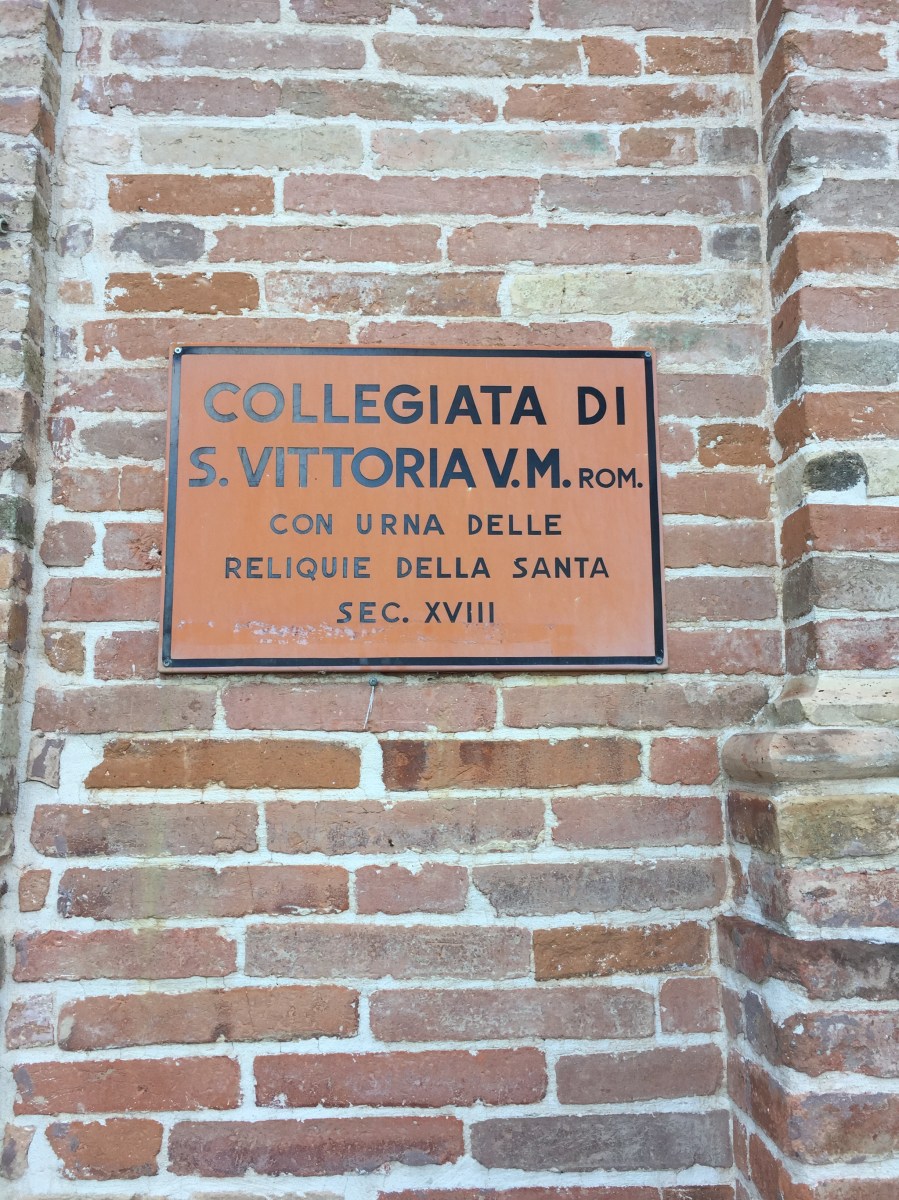 COLLEGIATA DI
S. VITTORIA V.M. ROM.
CON URNA DELLE
RELIQUIE DELLA SANTA
SEC. XVIII